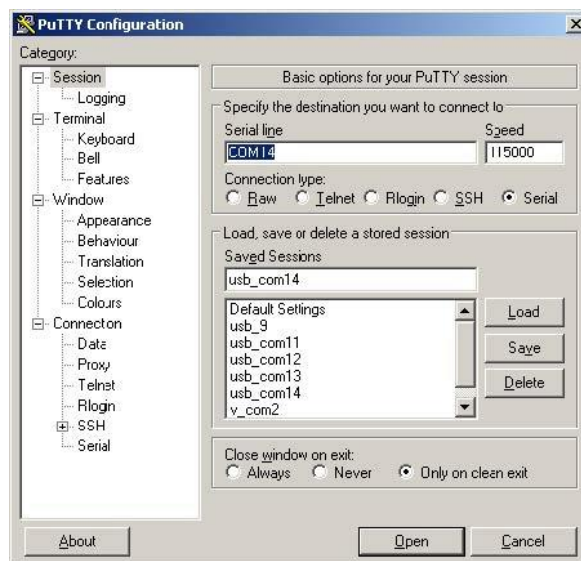 PuTTY Configuration
Category:
Session
Logging
Terminal
Keyboard
Bell
Features
Window
Appearance
Behaviour
Translation
Selection
Colours
Connection
Data
Proxy
Telnet
Rlogin
SSH
Serial
Basic options for your PuTTY session
Specify the destination you want to connect to
Serial line Speed
COM14 115000
Connection type:
Raw Telnet Rlogin SSH Serial
Load, save or delete a stored session
Saved Sessions
usb_com14
Default Settings
usb_9
usb_com11
usb_com12
usb_com13
usb_com14
v_com2
Load
Save
Delete
Close window on exit:
Always Never Only on clean exit
About Open Cancel